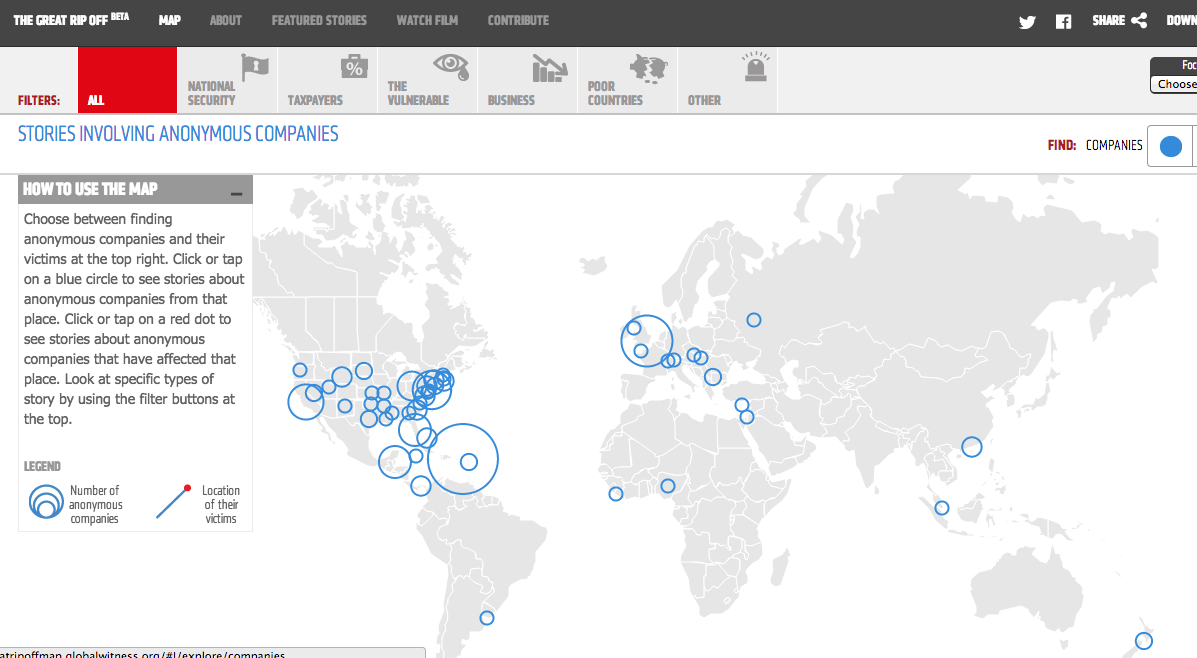 THE GREAT RIP OFF BETA MAP ABOUT FEATURED STORIES WATCH FILM CONTRIBUTE SHARE DOWN
FILTERS: ALL
NATIONAL
SECURITY
%
TAXPAYERS
THE
VULNERABLE
BUSINESS
POOR
COUNTRIES
OTHER
Foc
Choose
STORIES INVOLVING ANONYMOUS COMPANIES
FIND: COMPANIES
HOW TO USE THE MAP
Choose between finding
anonymous companies and their
victims at the top right. Click or tap
on a blue circle to see stories about
anonymous companies from that
place. Click or tap on a red dot to
see stories about anonymous
companies that have affected that
place. Look at specific types of
story by using the filter buttons at
the top.
LEGEND
Number of
anonymous
companies
Location
of their
victims
atripoffmap.globalwitness.org/#!/explore/companies